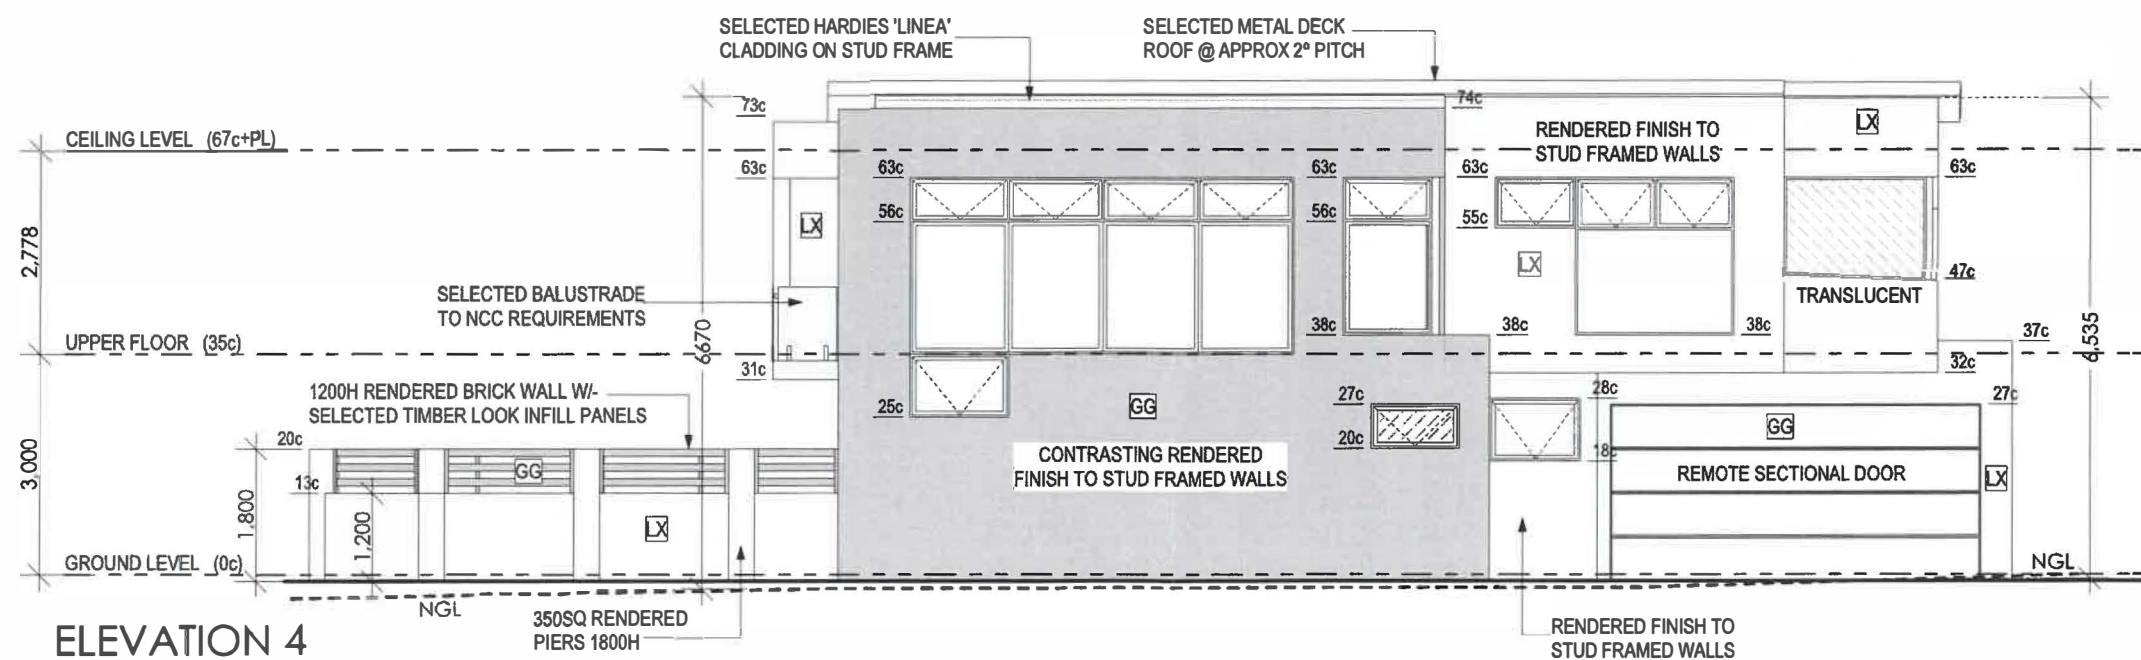 SELECTED HARDIES 'LINEA'
CLADDING ON STUD FRAME
SELECTED METAL DECK
ROOF @ APPROX 2º PITCH
73c
74c
LX
CEILING LEVEL (67c+PL)
RENDERED FINISH TO
STUD FRAMED WALLS
63c
63c
63c
63c
63c
56c
56c
55c
LX
LX
2,778
47c
SELECTED BALUSTRADE
TO NCC REQUIREMENTS
TRANSLUCENT
6670
38c
38c
38c
37c
6,535
UPPER FLOOR (35c)
31c
32c
1200H RENDERED BRICK WALL W/-
SELECTED TIMBER LOOK INFILL PANELS
25c
GG
27c
28c
27c
20c
20c
GG
18c
CONTRASTING RENDERED
FINISH TO STUD FRAMED WALLS
GG
REMOTE SECTIONAL DOOR
LX
3,000
13c
1,800
1,200
LX
GROUND LEVEL (0c)
NGL
NGL
350SQ RENDERED
PIERS 1800H
RENDERED FINISH TO
STUD FRAMED WALLS
ELEVATION 4